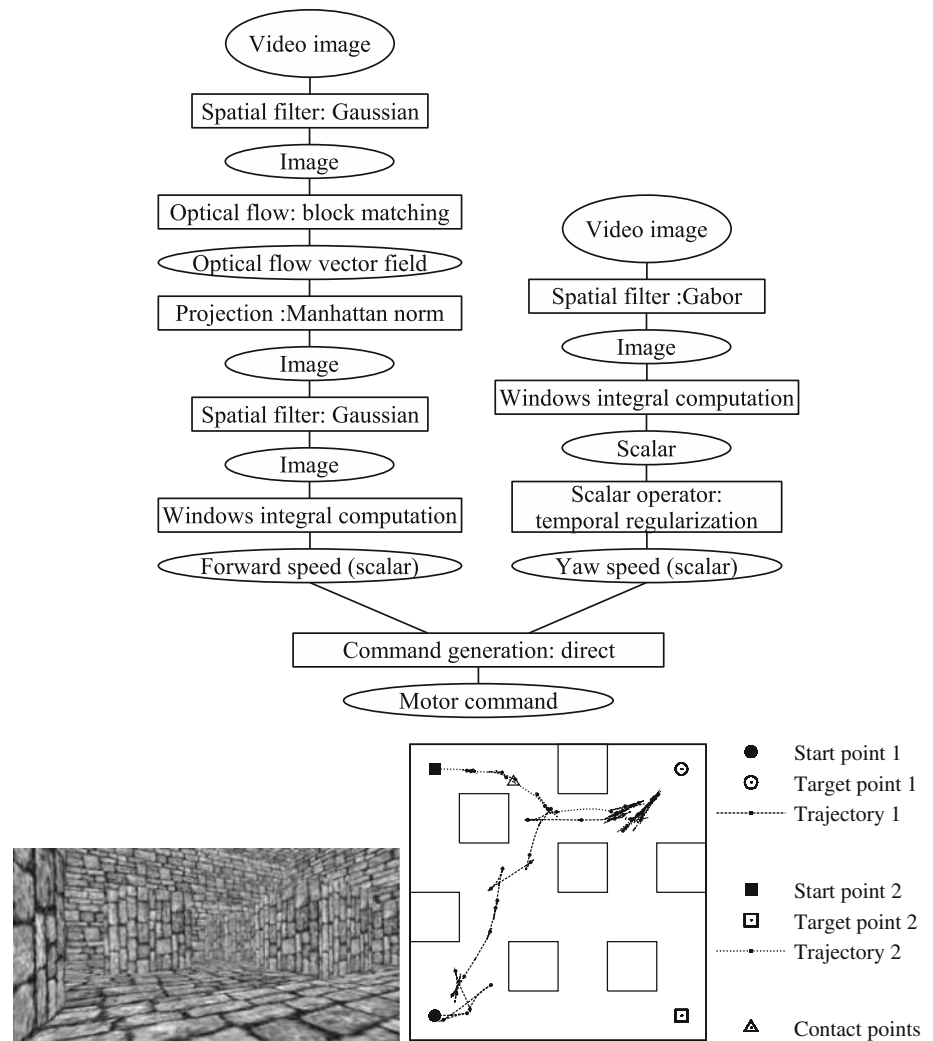 Video image
Spatial filter: Gaussian
Image
Optical flow: block matching
Optical flow vector field
Projection :Manhattan norm
Image
Spatial filter: Gaussian
Image
Windows integral computation
Forward speed (scalar)
Video image
Spatial filter :Gabor
Image
Windows integral computation
Scalar
Scalar operator:
temporal regularization
Yaw speed (scalar)
Command generation: direct
Motor command
Start point 1
Target point 1
Trajectory 1
Start point 2
Target point 2
Trajectory 2
Contact points